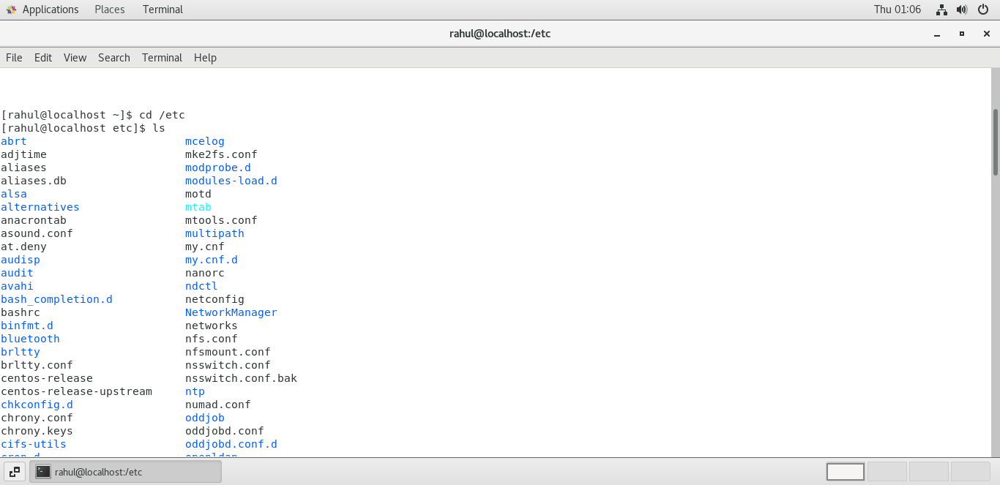 Applications Places Terminal Thu 01:06
rahul@localhost:/etc
File Edit View Search Terminal Help
[rahul@localhost ~]$ cd /etc
[rahul@localhost etc]$ ls
abrt mcelog
adjtime mke2fs.conf
aliases modprobe.d
aliases.db modules-load.d
alsa motd
alternatives mtab
anacrontab mtools.conf
asound.conf multipath
at.deny my.cnf
audisp my.cnf.d
audit nanorc
avahi ndctl
bash_completion.d netconfig
bashrc NetworkManager
binfmt.d networks
bluetooth nfs.conf
brltty nfsmount.conf
brltty.conf nsswitch.conf
centos-release nsswitch.conf.bak
centos-release-upstream ntp
chkconfig.d numad.conf
chrony.conf oddjob
chrony.keys oddjobd.conf
cifs-utils oddjobd.conf.d
cron.d openldap
rahul@localhost:/etc